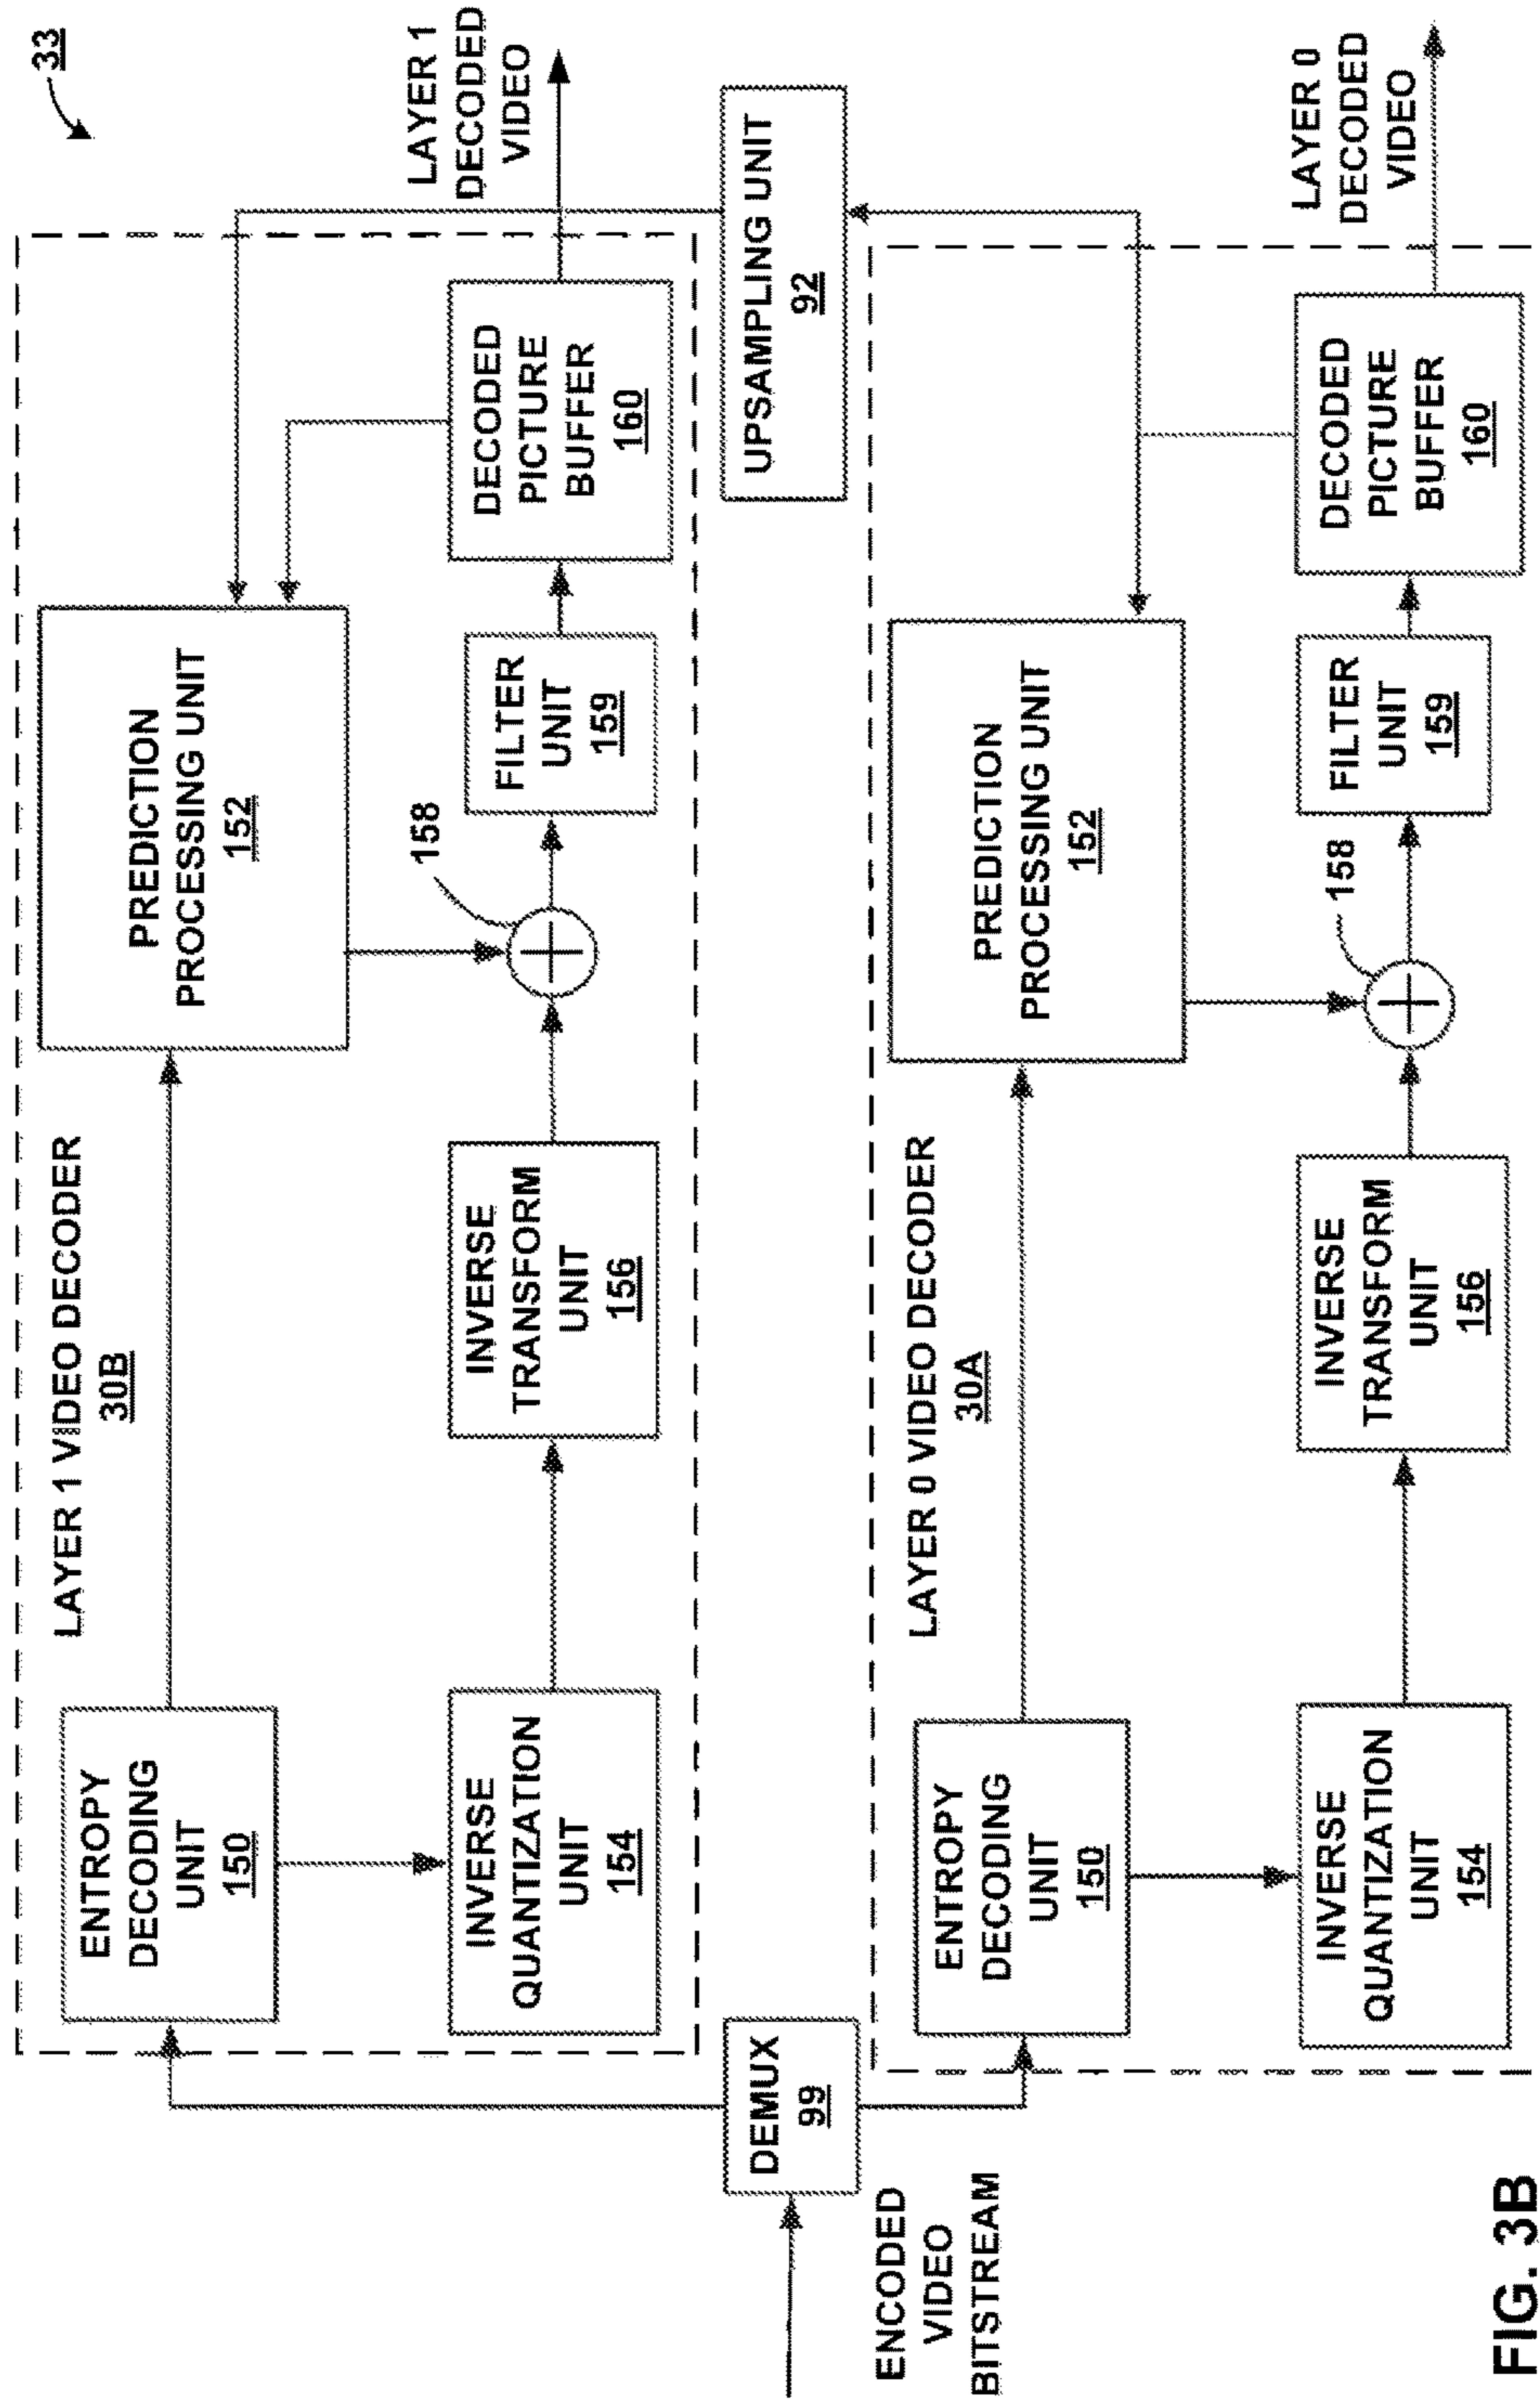 33
LAYER 1 VIDEO DECODER
30B
ENTROPY
DECODING
UNIT
150
PREDICTION
PROCESSING UNIT
152
LAYER 1
DECODED
VIDEO
INVERSE
QUANTIZATION
UNIT
154
INVERSE
TRANSFORM
UNIT
156
158
FILTER
UNIT
159
DECODED
PICTURE
BUFFER
160
DEMUX
99
UPSAMPLING UNIT
92
ENCODED
VIDEO
BITSTREAM
LAYER 0 VIDEO DECODER
30A
ENTROPY
DECODING
UNIT
150
PREDICTION
PROCESSING UNIT
152
LAYER 0
DECODED
VIDEO
INVERSE
QUANTIZATION
UNIT
154
INVERSE
TRANSFORM
UNIT
156
158
FILTER
UNIT
159
DECODED
PICTURE
BUFFER
160
FIG. 3B